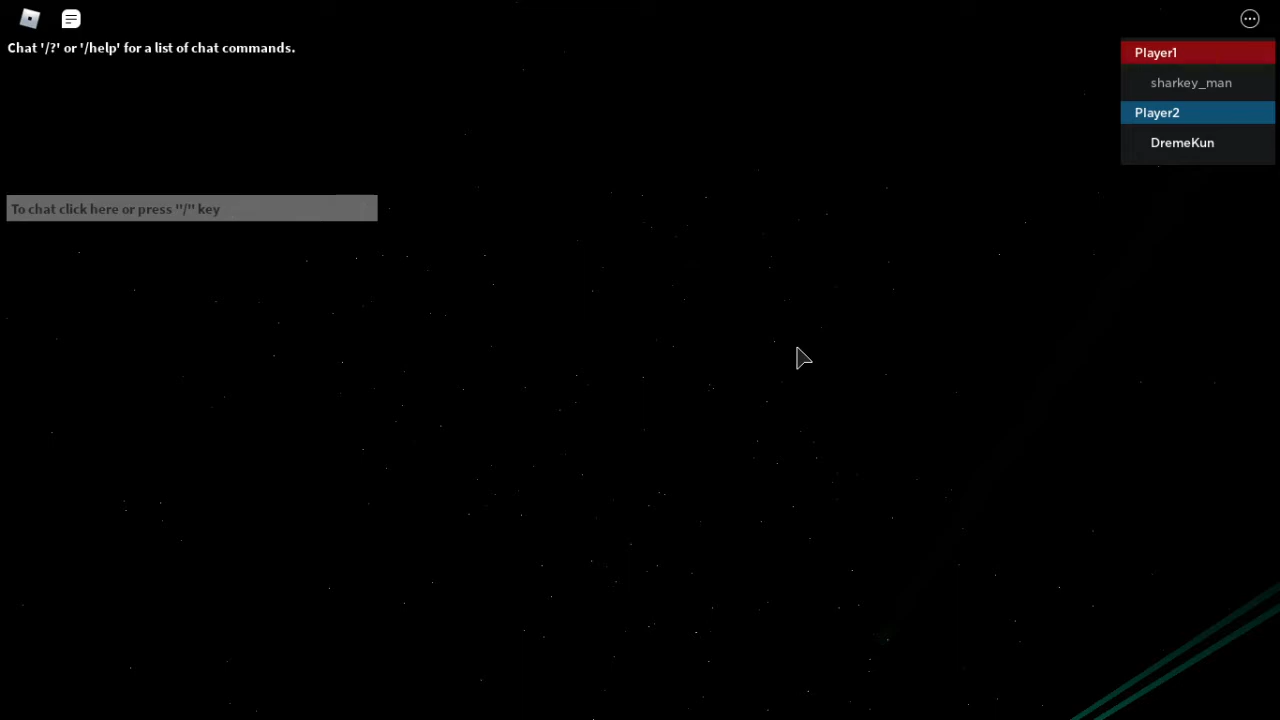 Chat '/?' or '/help' for a list of chat commands.
Player1
sharkey_man
Player2
DremeKun
To chat click here or press "/" key